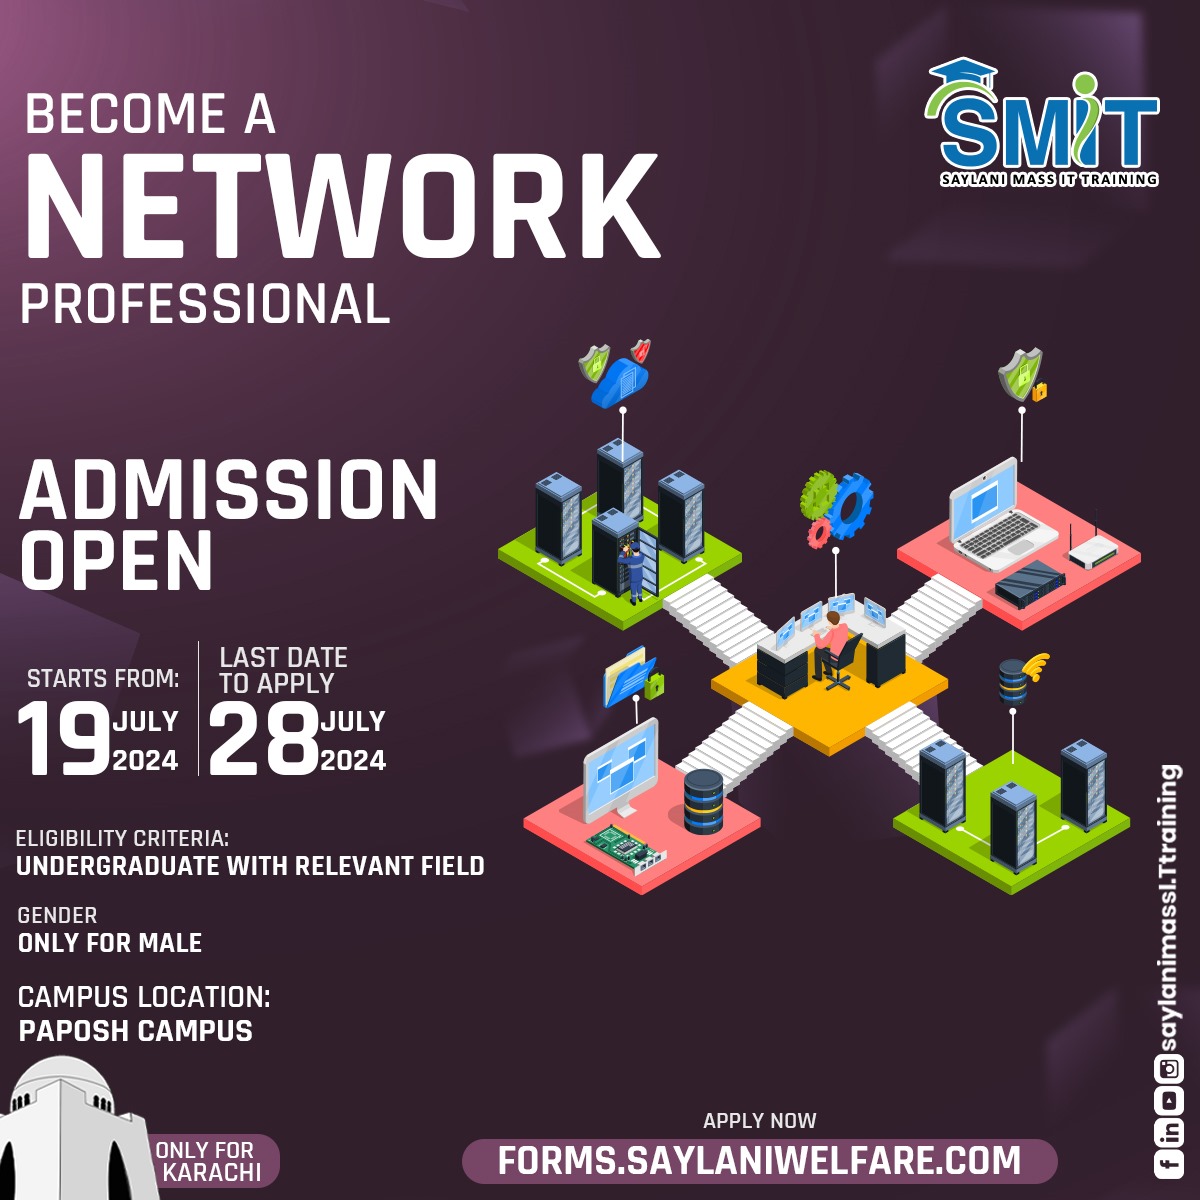 BECOME A
NETWORK
PROFESSIONAL
SMIT
SAYLANI MASS IT TRAINING
ADMISSION
OPEN
STARTS FROM:
19 JULY
2024
LAST DATE
TO APPLY
28 JULY
2024
ELIGIBILITY CRITERIA:
UNDERGRADUATE WITH RELEVANT FIELD
GENDER
ONLY FOR MALE
CAMPUS LOCATION:
PAPOSH CAMPUS
ONLY FOR
KARACHI
APPLY NOW
FORMS.SAYLANIWELFARE.COM
saylanimassI.Ttraining